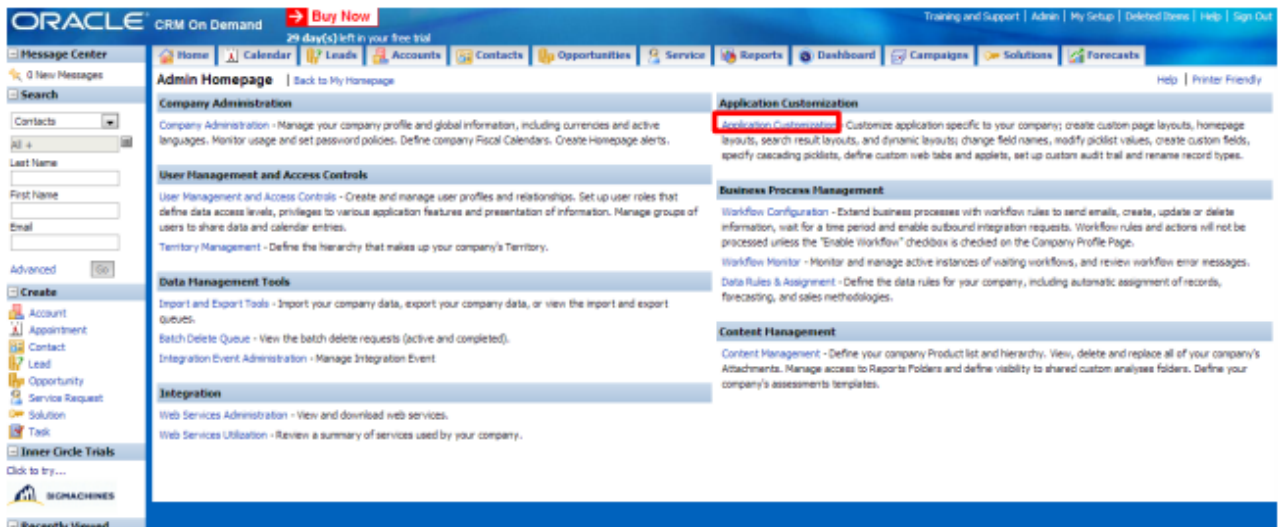 ORACLE CRM On Demand
Buy Now
29 day(s) left in your free trial
Training and Support | Admin | My Setup | Deleted Items | Help | Sign Out
Message Center
0 New Messages
Search
Contacts
All +
Last Name
First Name
Email
Advanced
Go
Create
Account
Appointment
Contact
Lead
Opportunity
Service Request
Solution
Task
Inner Circle Trials
Click to try...
BIGMACHINES
Recently Viewed
Home Calendar Leads Accounts Contacts Opportunities Service Reports Dashboard Campaigns Solutions Forecasts
Admin Homepage | Back to My Homepage
Help | Printer Friendly
Company Administration
Company Administration - Manage your company profile and global information, including currencies and active
languages. Monitor usage and set password policies. Define company Fiscal Calendars. Create Homepage alerts.
User Management and Access Controls
User Management and Access Controls - Create and manage user profiles and relationships. Set up user roles that
define data access levels, privileges to various application features and presentation of information. Manage groups of
users to share data and calendar entries.
Territory Management - Define the hierarchy that makes up your company's Territory.
Data Management Tools
Import and Export Tools - Import your company data, export your company data, or view the import and export
queues.
Batch Delete Queue - View the batch delete requests (active and completed).
Integration Event Administration - Manage Integration Event
Integration
Web Services Administration - View and download web services.
Web Services Utilization - Review a summary of services used by your company.
Application Customization
Application Customization - Customize application specific to your company; create custom page layouts, homepage
layouts, search result layouts, and dynamic layouts; change field names, modify picklist values, create custom fields,
specify cascading picklists, define custom web tabs and applets, set up custom audit trail and rename record types.
Business Process Management
Workflow Configuration - Extend business processes with workflow rules to send emails, create, update or delete
information, wait for a time period and enable outbound integration requests. Workflow rules and actions will not be
processed unless the "Enable Workflow" checkbox is checked on the Company Profile Page.
Workflow Monitor - Monitor and manage active instances of waiting workflows, and review workflow error messages.
Data Rules & Assignment - Define the data rules for your company, including automatic assignment of records,
forecasting, and sales methodologies.
Content Management
Content Management - Define your company Product list and hierarchy. View, delete and replace all of your company's
Attachments. Manage access to Reports Folders and define visibility to shared custom analyses folders. Define your
company's assessments templates.